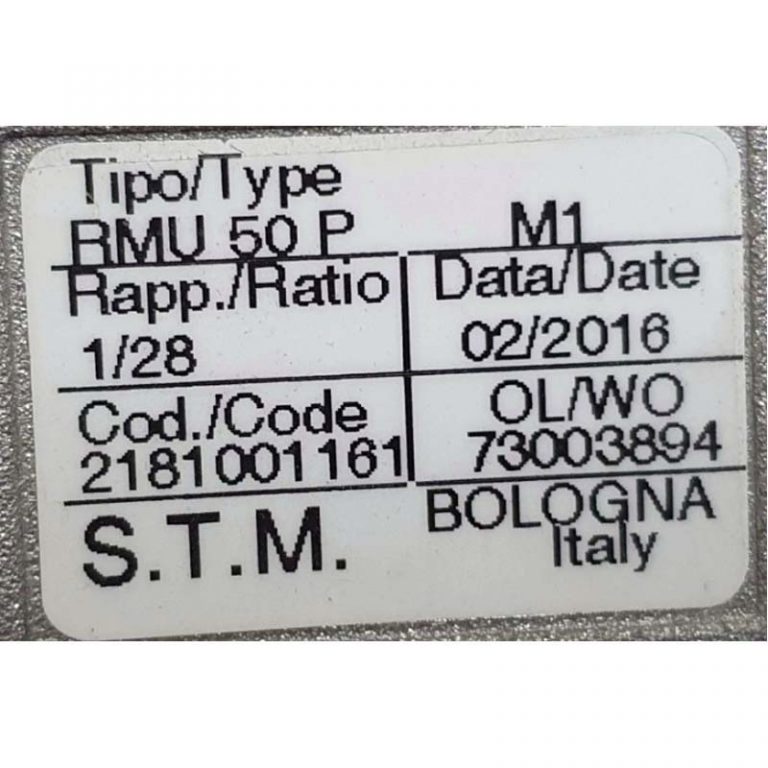 Tipo/Type
RMU 50 P M1
Rapp./Ratio Data/Date
1/28 02/2016
Cod./Code OL/WO
2181001161 73003894
S.T.M. BOLOGNA
Italy